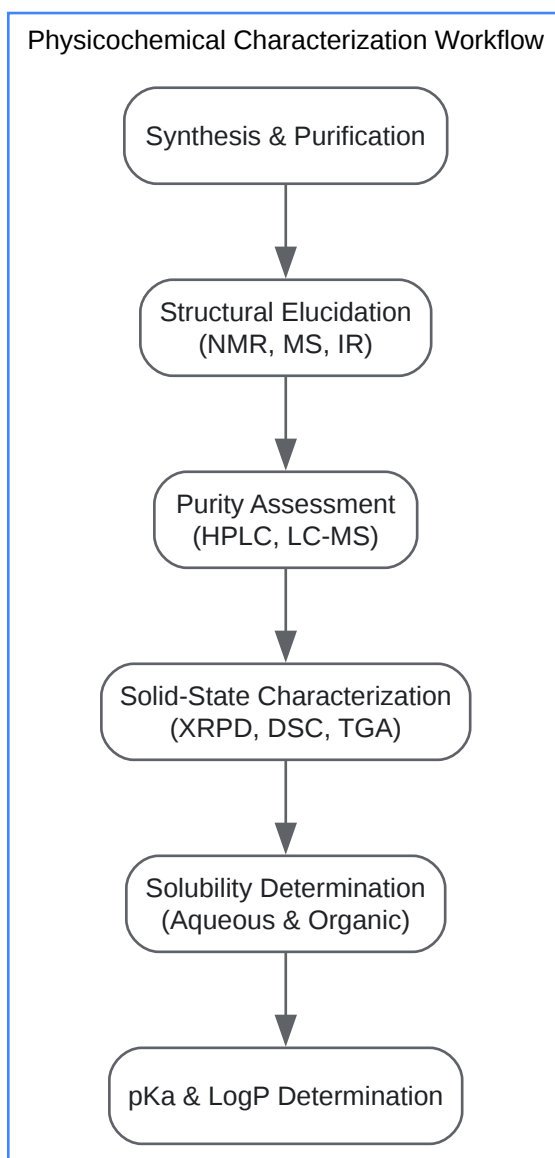 Physicochemical Characterization Workflow
Synthesis & Purification
Structural Elucidation
(NMR, MS, IR)
Purity Assessment
(HPLC, LC-MS)
Solid-State Characterization
(XRPD, DSC, TGA)
Solubility Determination
(Aqueous & Organic)
pKa & LogP Determination